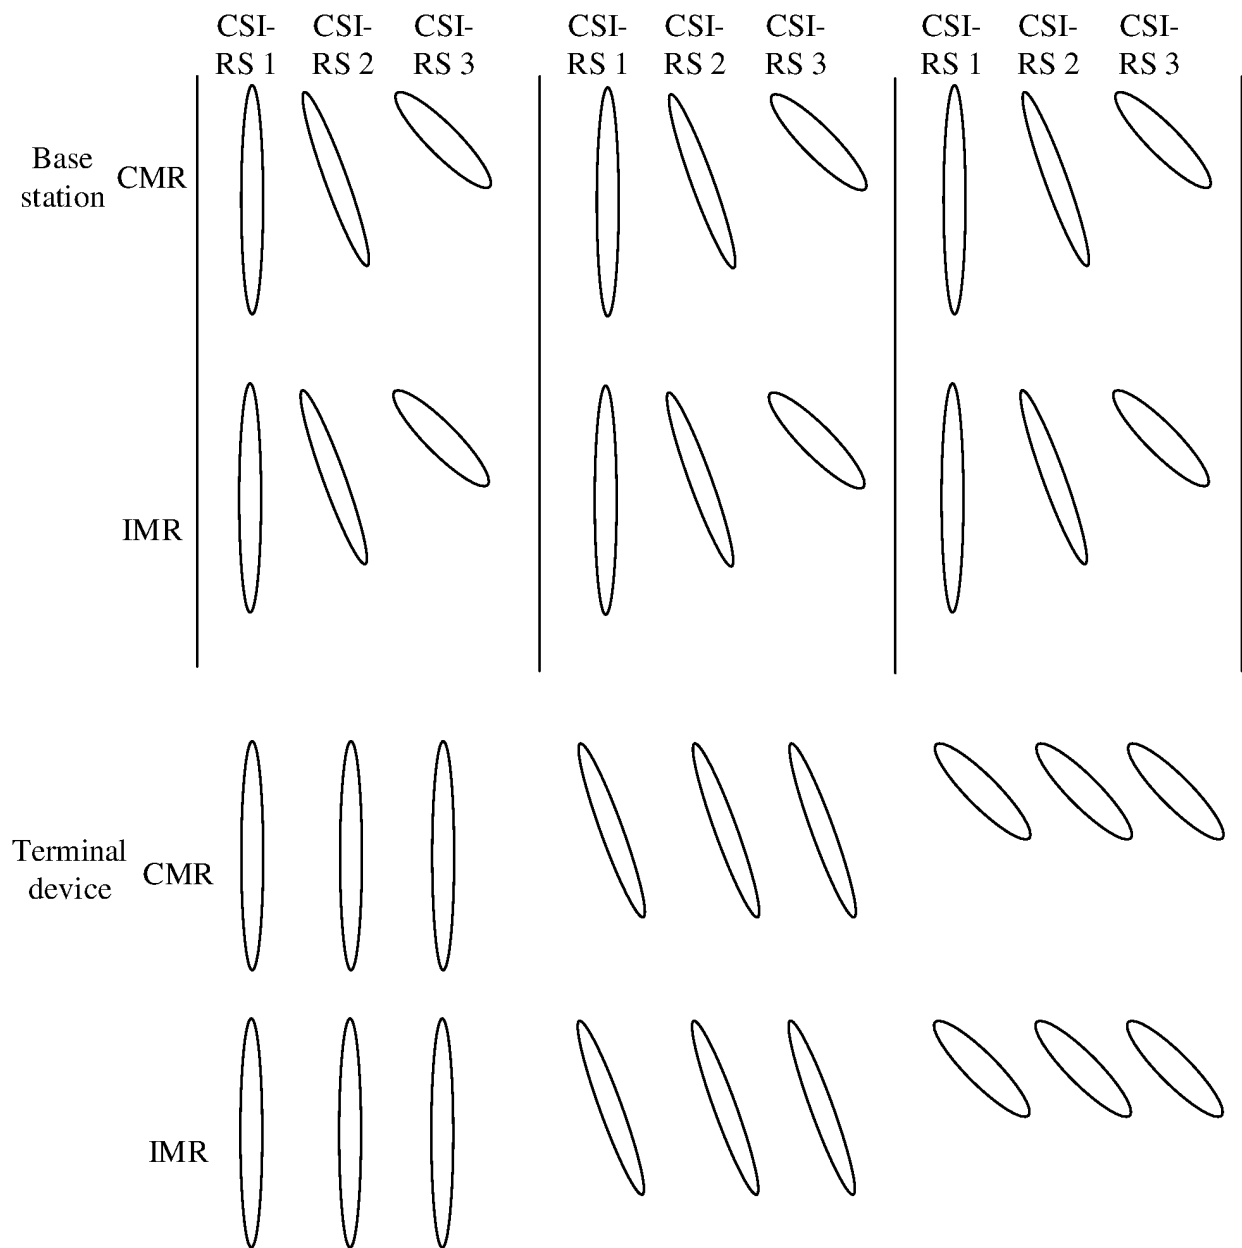 CSI- CSI- CSI- CSI- CSI- CSI- CSI- CSI- CSI-
RS 1 RS 2 RS 3 RS 1 RS 2 RS 3 RS 1 RS 2 RS 3
Base
station CMR
IMR
Terminal
device CMR
IMR